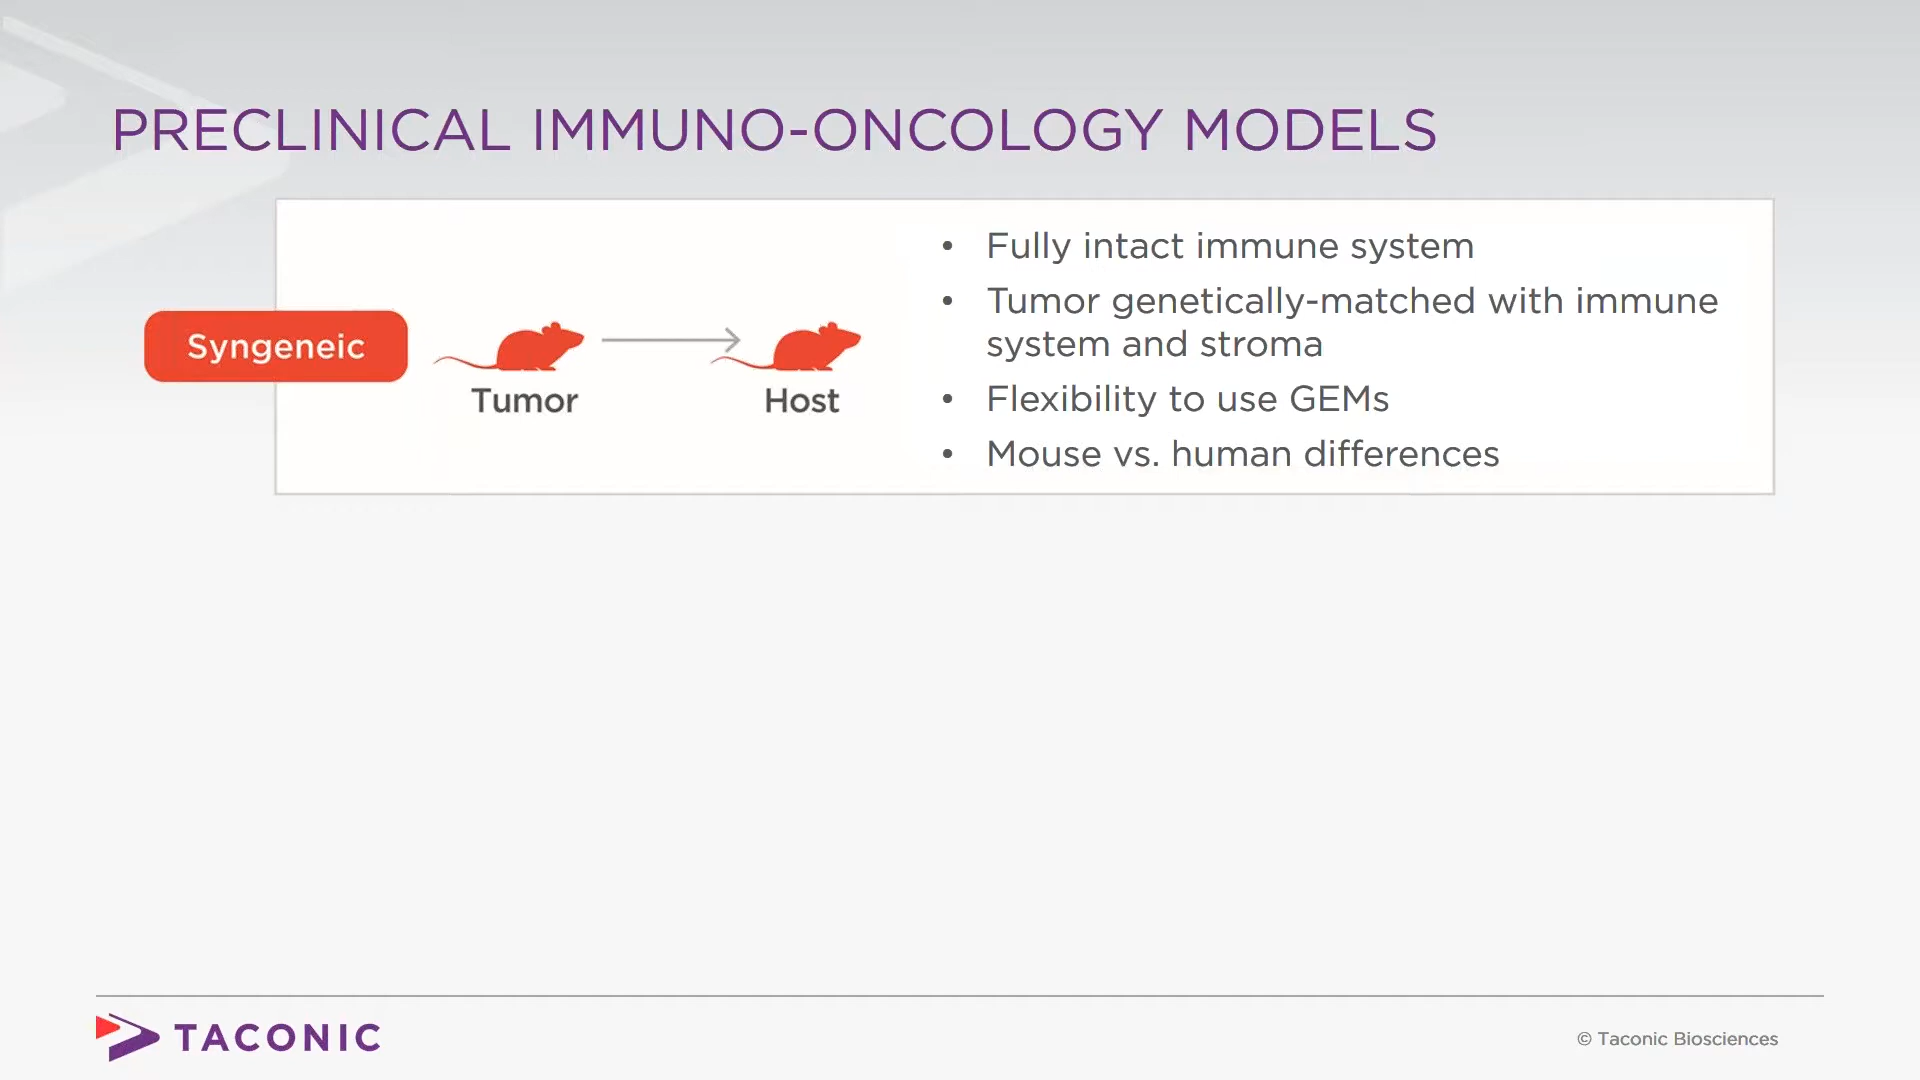 PRECLINICAL IMMUNO-ONCOLOGY MODELS
Syngeneic
Tumor
Host
• Fully intact immune system
• Tumor genetically-matched with immune
system and stroma
• Flexibility to use GEMs
• Mouse vs. human differences
TACONIC
© Taconic Biosciences